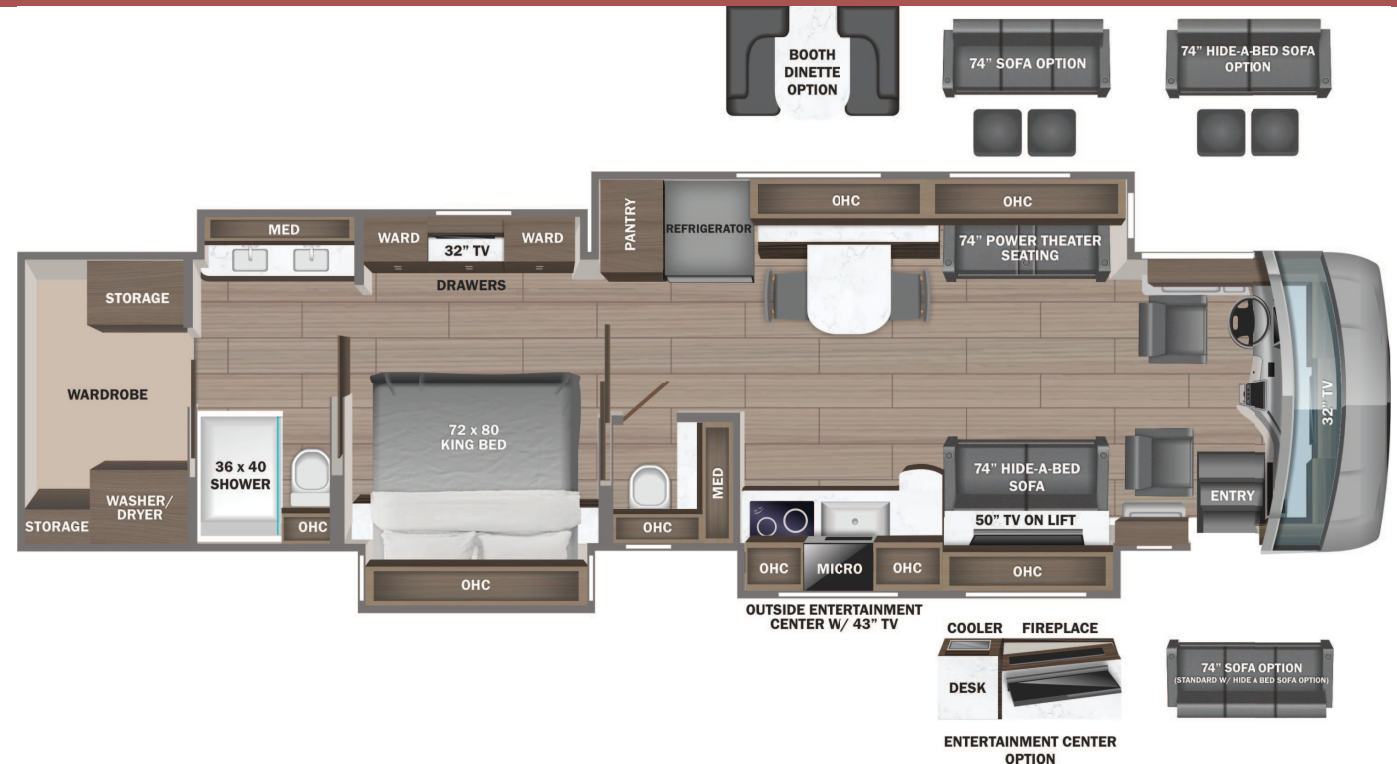 BOOTH
DINETTE
OPTION
74” SOFA OPTION
74” HIDE-A-BED SOFA
OPTION
MED
WARD
32” TV
WARD
DRAWERS
PANTRY
REFRIGERATOR
OHC
OHC
74” POWER THEATER
SEATING
STORAGE
WARDROBE
STORAGE
WASHER/
DRYER
36 x 40
SHOWER
OHC
72 x 80
KING BED
OHC
OHC
MED
OHC
MICRO
OHC
74” HIDE-A-BED
SOFA
50” TV ON LIFT
OHC
ENTRY
32” TV
OUTSIDE ENTERTAINMENT
CENTER W/ 43” TV
COOLER
FIREPLACE
DESK
ENTERTAINMENT CENTER
OPTION
74” SOFA OPTION
(STANDARD W/ HIDE A BED SOFA OPTION)